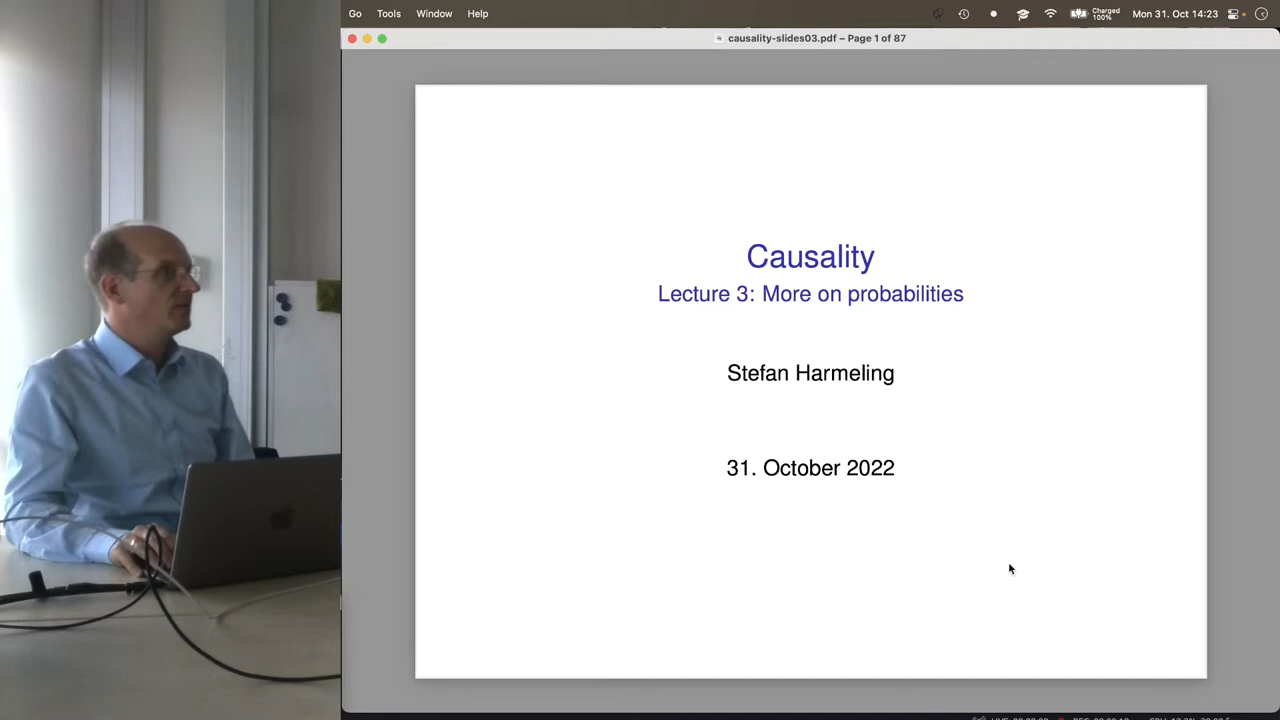 Go Tools Window Help Charged 100% Mon 31. Oct 14:23
causality-slides03.pdf – Page 1 of 87
Causality
Lecture 3: More on probabilities
Stefan Harmeling
31. October 2022